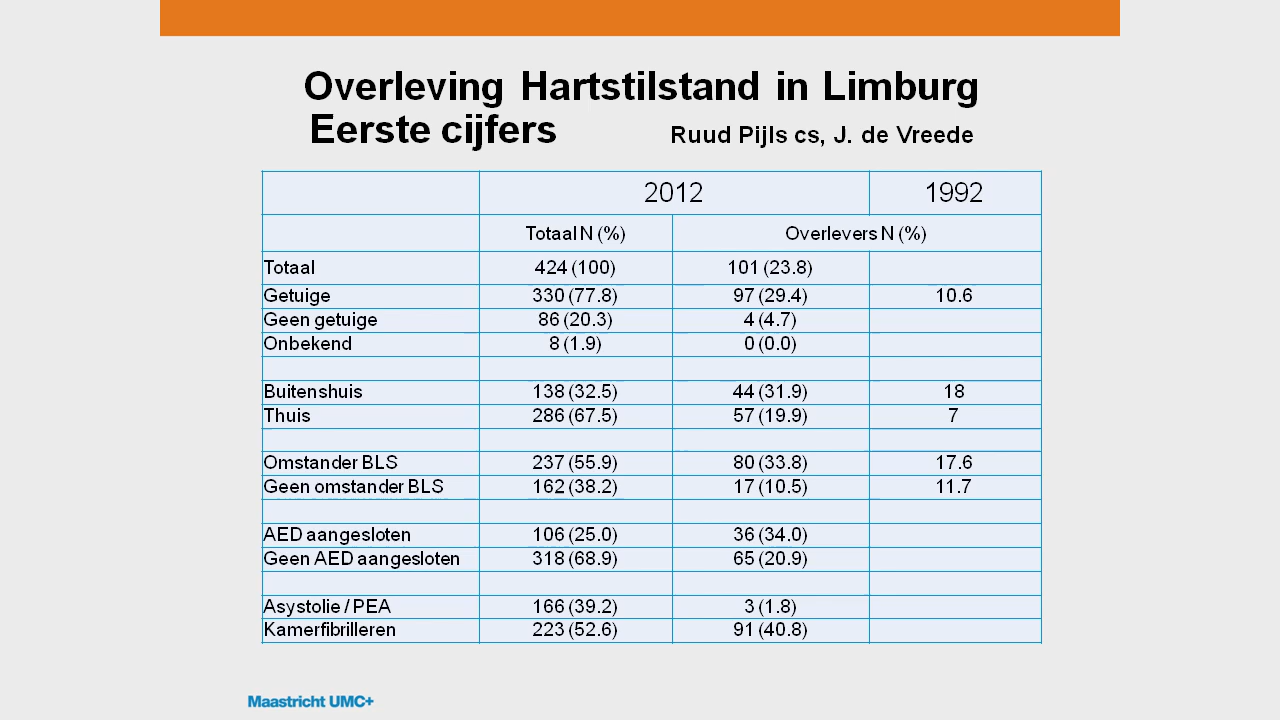 Overleving Hartstilstand in Limburg
Eerste cijfers Ruud Pijls cs, J. de Vreede
2012 1992
Totaal N (%) Overlevers N (%)
Totaal 424 (100) 101 (23.8)
Getuige 330 (77.8) 97 (29.4) 10.6
Geen getuige 86 (20.3) 4 (4.7)
Onbekend 8 (1.9) 0 (0.0)
Buitenshuis 138 (32.5) 44 (31.9) 18
Thuis 286 (67.5) 57 (19.9) 7
Omstander BLS 237 (55.9) 80 (33.8) 17.6
Geen omstander BLS 162 (38.2) 17 (10.5) 11.7
AED aangesloten 106 (25.0) 36 (34.0)
Geen AED aangesloten 318 (68.9) 65 (20.9)
Asystolie / PEA 166 (39.2) 3 (1.8)
Kamerfibrilleren 223 (52.6) 91 (40.8)
Maastricht UMC+